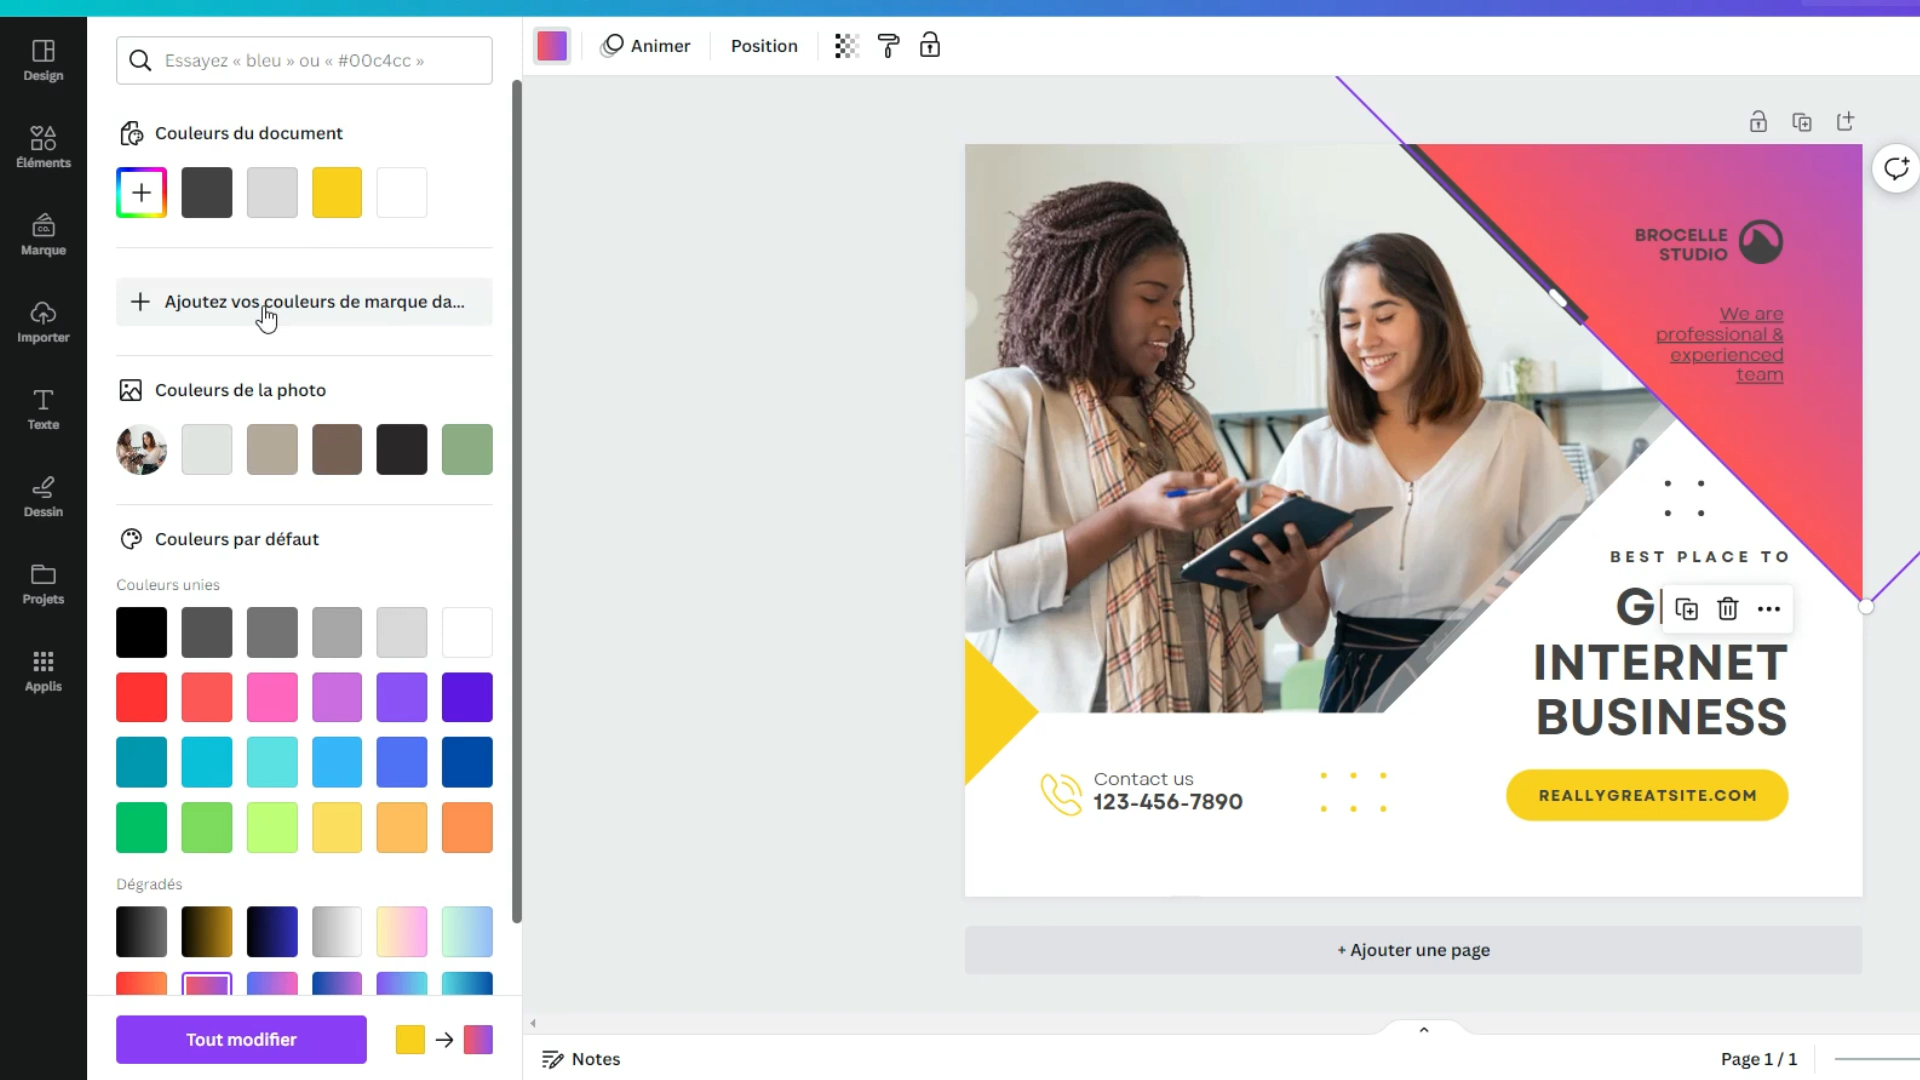 Design
Éléments
Marque
Importer
Texte
Dessin
Projets
Applis
Essayez « bleu » ou « #00c4cc »
Couleurs du document
Ajoutez vos couleurs de marque da...
Couleurs de la photo
Couleurs par défaut
Couleurs unies
Dégradés
Tout modifier
Animer
Position
BROCELLE
STUDIO
We are
professional &
experienced
team
BEST PLACE TO
INTERNET
BUSINESS
REALLYGREATSITE.COM
Contact us
123-456-7890
+ Ajouter une page
Notes
Page 1 / 1